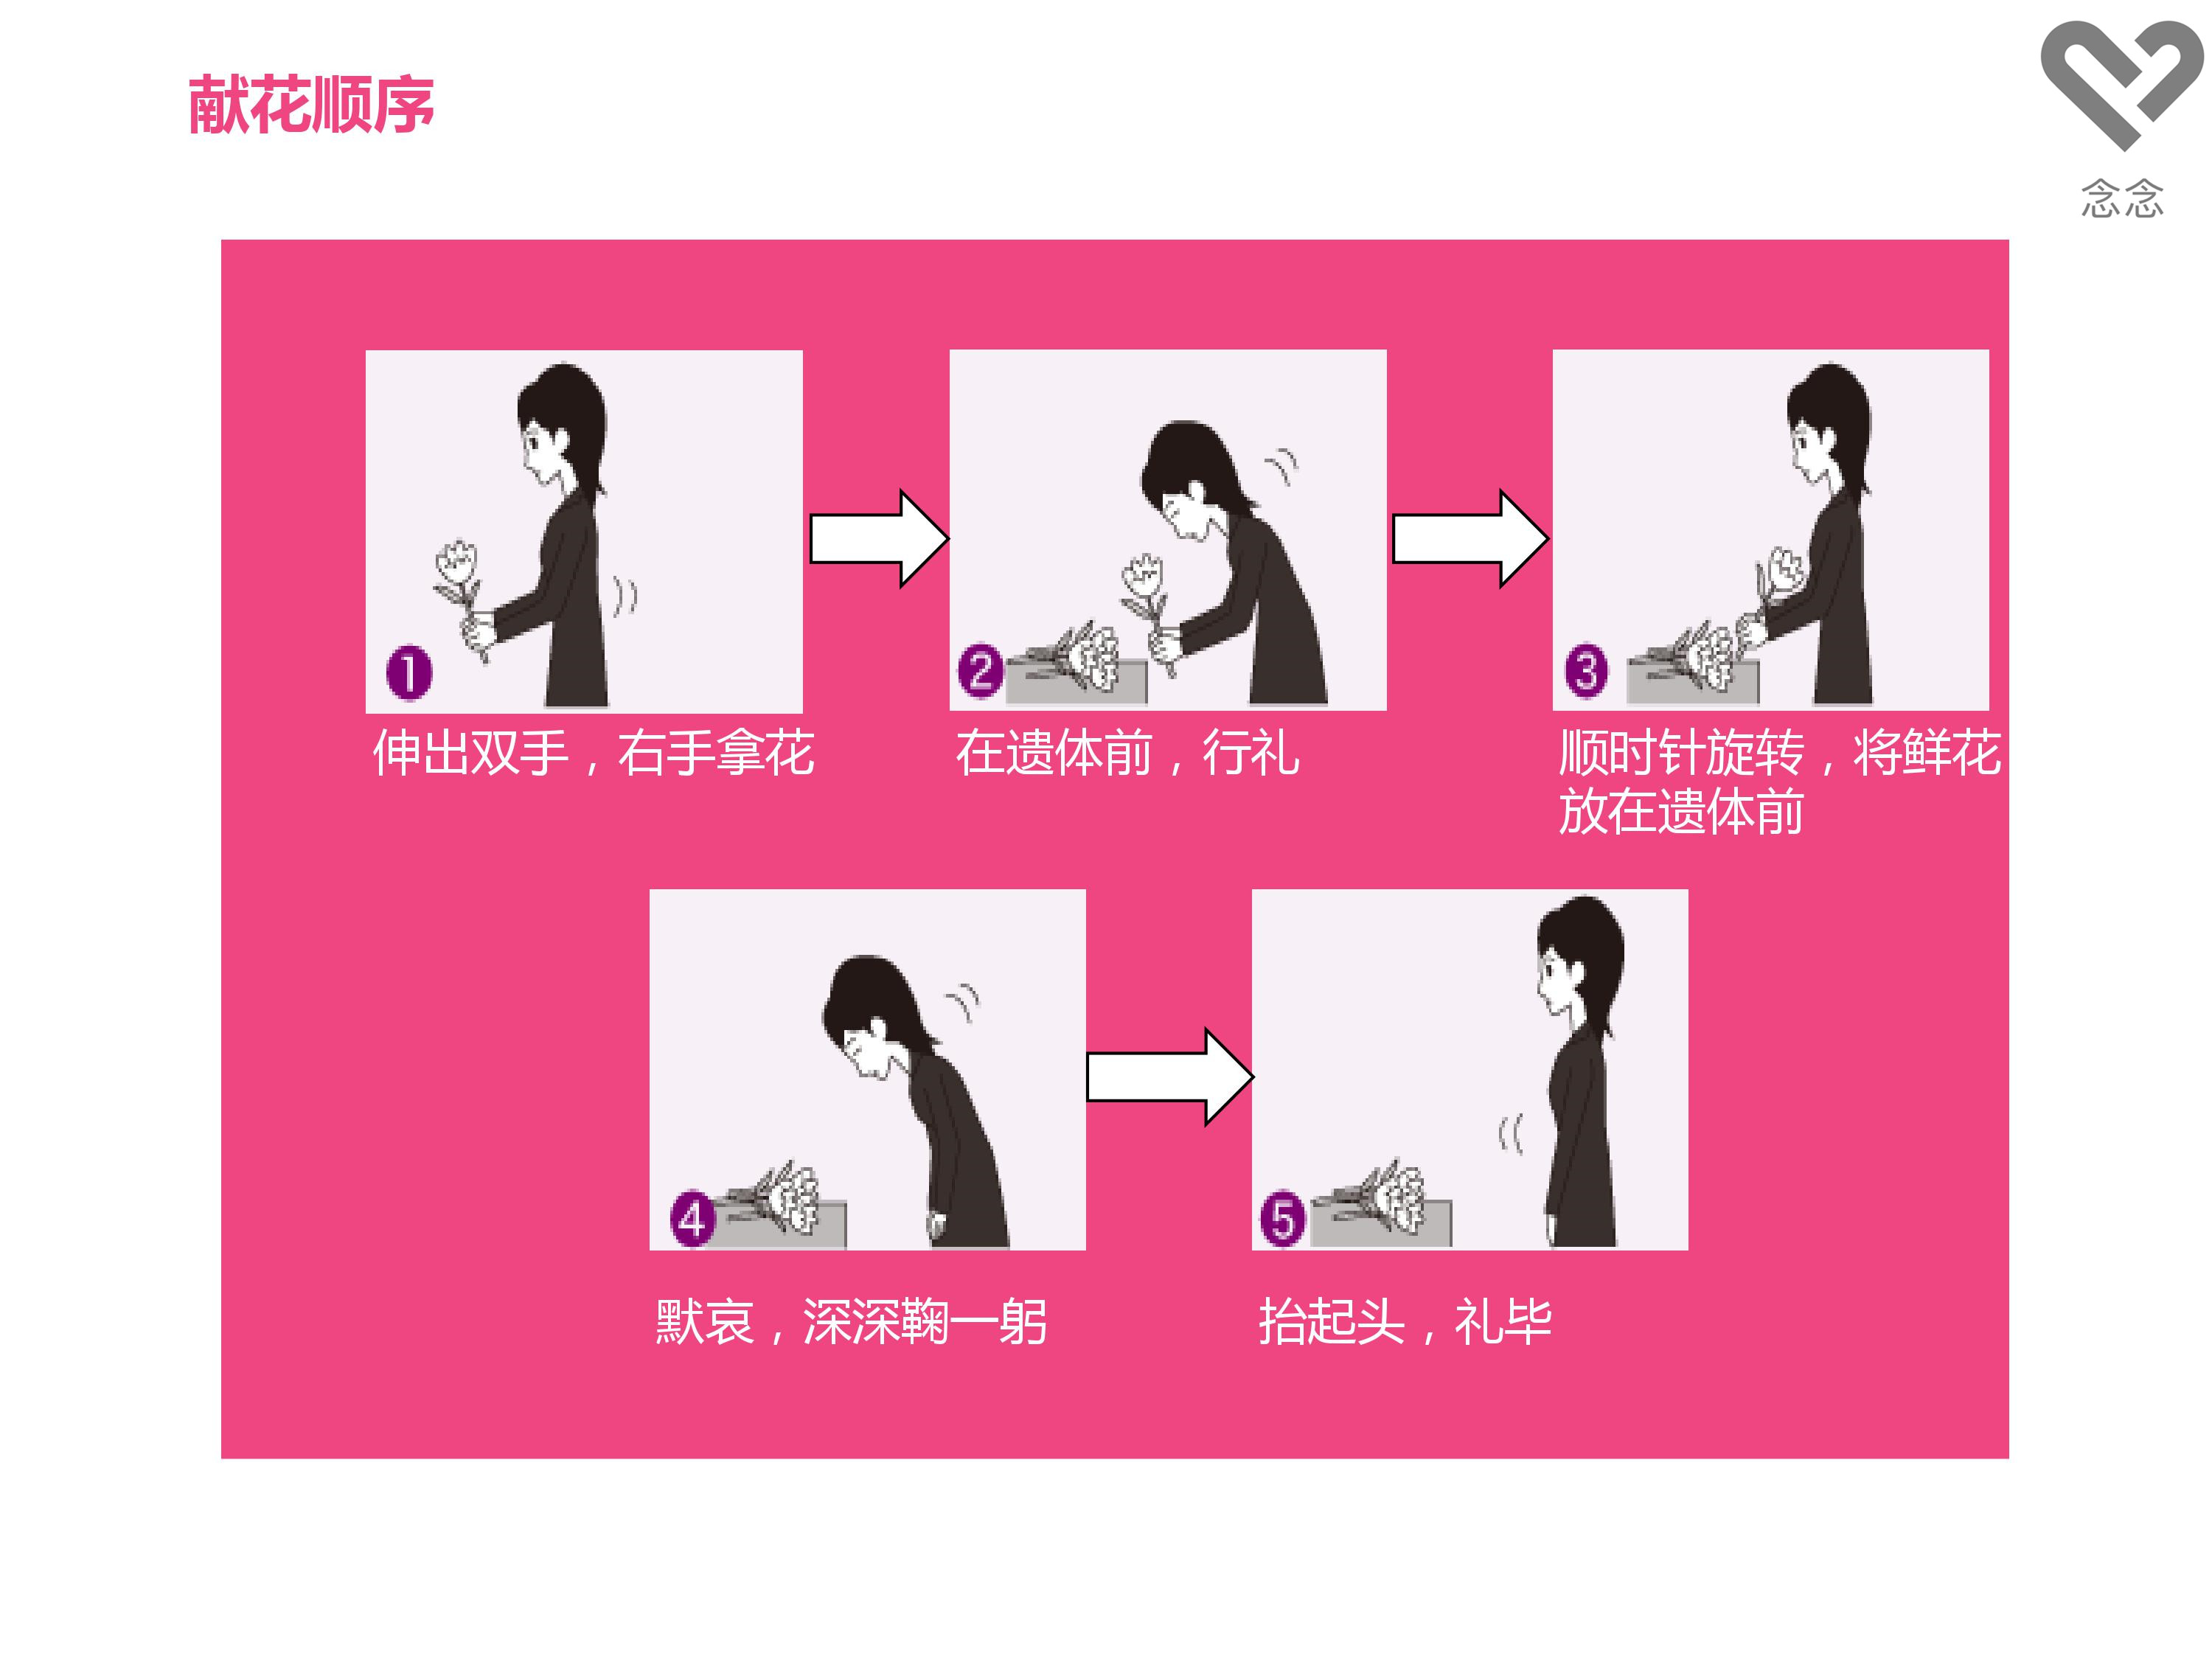 献花顺序
念念
1
伸出双手，右手拿花
2
在遗体前，行礼
3
顺时针旋转，将鲜花
放在遗体前
4
默哀，深深鞠一躬
5
抬起头，礼毕